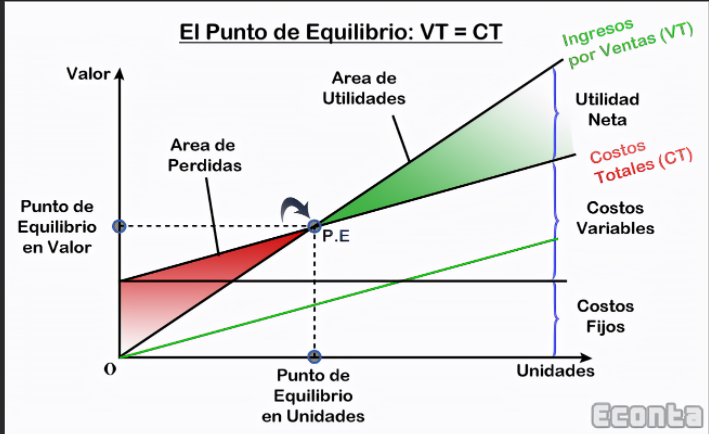 El Punto de Equilibrio: VT = CT
Ingresos
por Ventas (VT)
Valor
Area de
Utilidades
Utilidad
Neta
Area de
Perdidas
Costos
Totales (CT)
Punto de
Equilibrio
en Valor
P.E
Costos
Variables
Costos
Fijos
O
Punto de
Equilibrio
en Unidades
Unidades
Econta